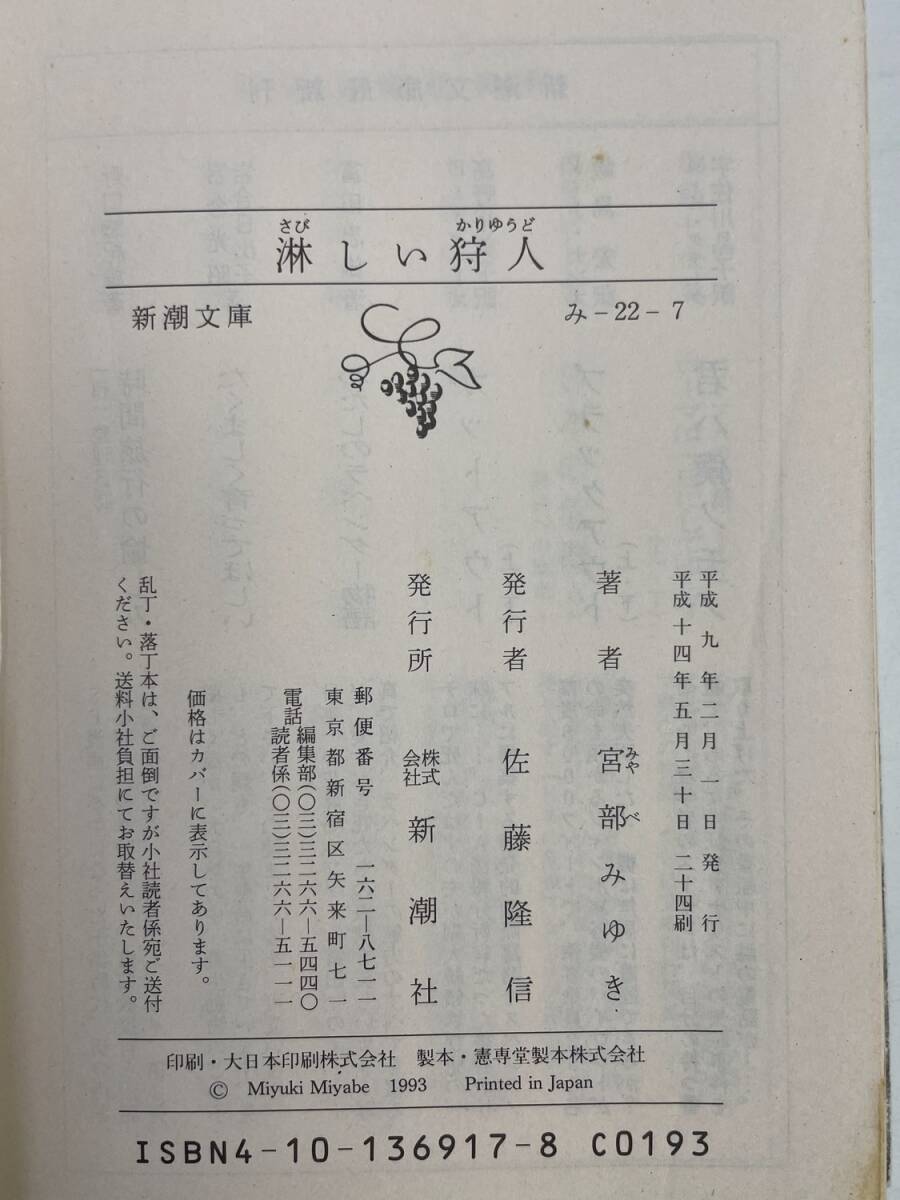 淋しい狩人
さび
かりゆうど
新潮文庫
み-22-7
平成九年二月一日発行
平成十四年五月三十日二十四刷
著者 宮部みゆき
みやべ
発行者 佐藤隆信
発行所 株式会社 新潮社
郵便番号 一六二―八七一一
東京都新宿区矢来町七一
電話 編集部(〇三)三二六六―五四四〇
読者係(〇三)三二六六―五一一一
価格はカバーに表示してあります。
乱丁・落丁本は、ご面倒ですが小社読者係宛ご送付
ください。送料小社負担にてお取替えいたします。
印刷・大日本印刷株式会社 製本・憲専堂製本株式会社
© Miyuki Miyabe 1993 Printed in Japan
ISBN4-10-136917-8 C0193